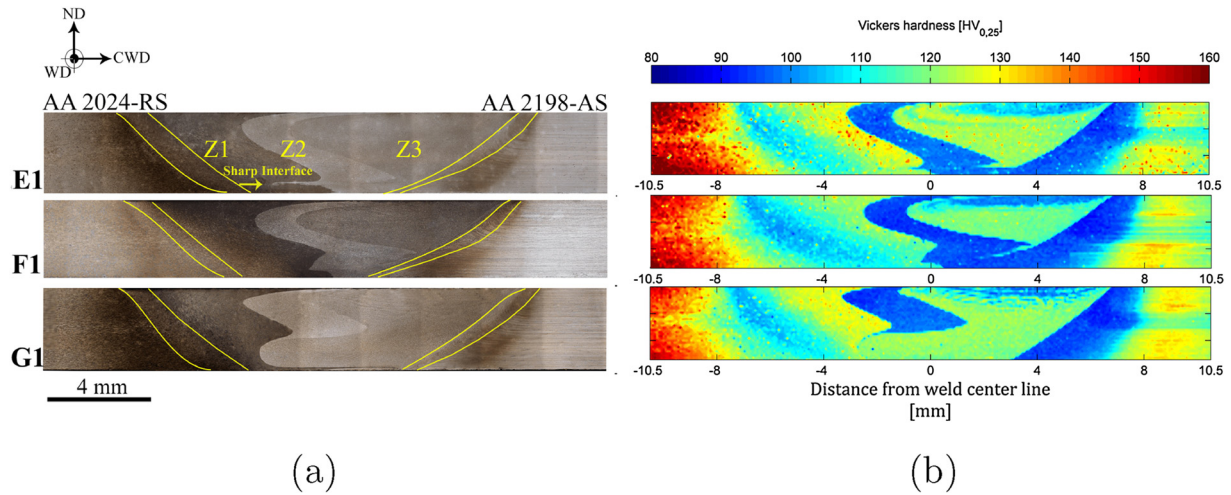 ND
WD
CWD
AA 2024-RS
AA 2198-AS
Z1
Z2
Z3
Sharp Interface
E1
F1
G1
4 mm
(a)
Vickers hardness [HV0,25]
80 90 100 110 120 130 140 150 160
-10.5 -8 -4 0 4 8 10.5
-10.5 -8 -4 0 4 8 10.5
-10.5 -8 -4 0 4 8 10.5
Distance from weld center line
[mm]
(b)